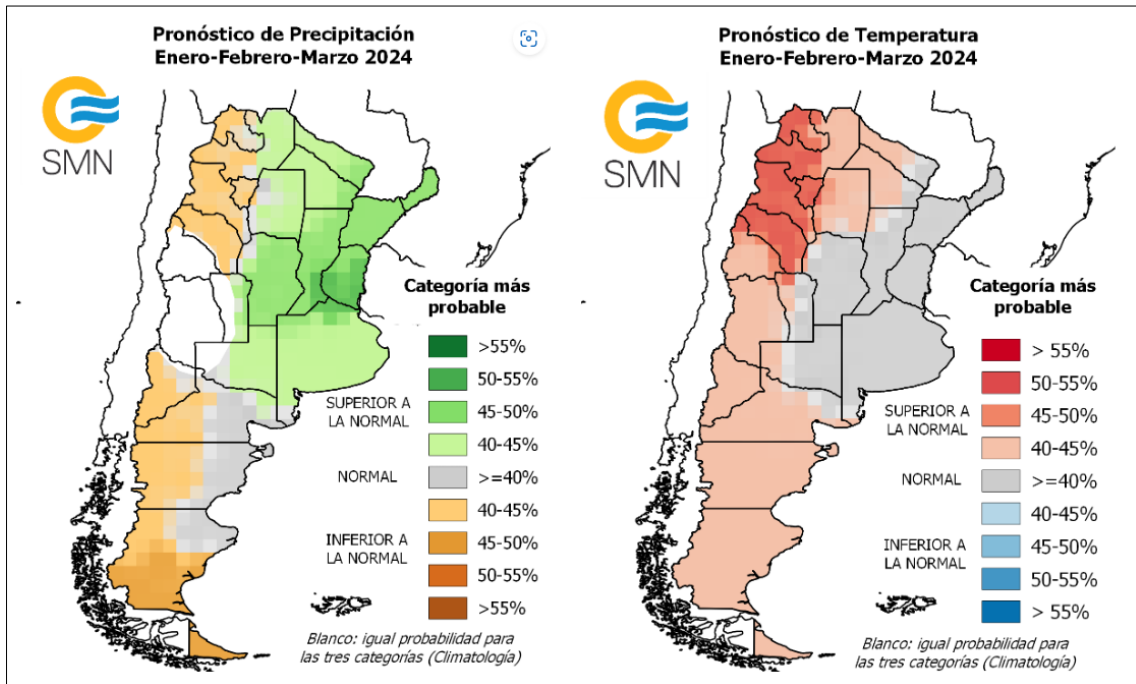 Pronóstico de Precipitación
Enero-Febrero-Marzo 2024
SMN
Categoría más
probable
>55%
50-55%
SUPERIOR A
LA NORMAL
45-50%
40-45%
NORMAL
>=40%
40-45%
INFERIOR A
LA NORMAL
45-50%
50-55%
>55%
Blanco: igual probabilidad para
las tres categorías (Climatología)
Pronóstico de Temperatura
Enero-Febrero-Marzo 2024
SMN
Categoría más
probable
> 55%
50-55%
SUPERIOR A
LA NORMAL
45-50%
40-45%
NORMAL
>=40%
40-45%
INFERIOR A
LA NORMAL
45-50%
50-55%
> 55%
Blanco: igual probabilidad para
las tres categorías (Climatología)